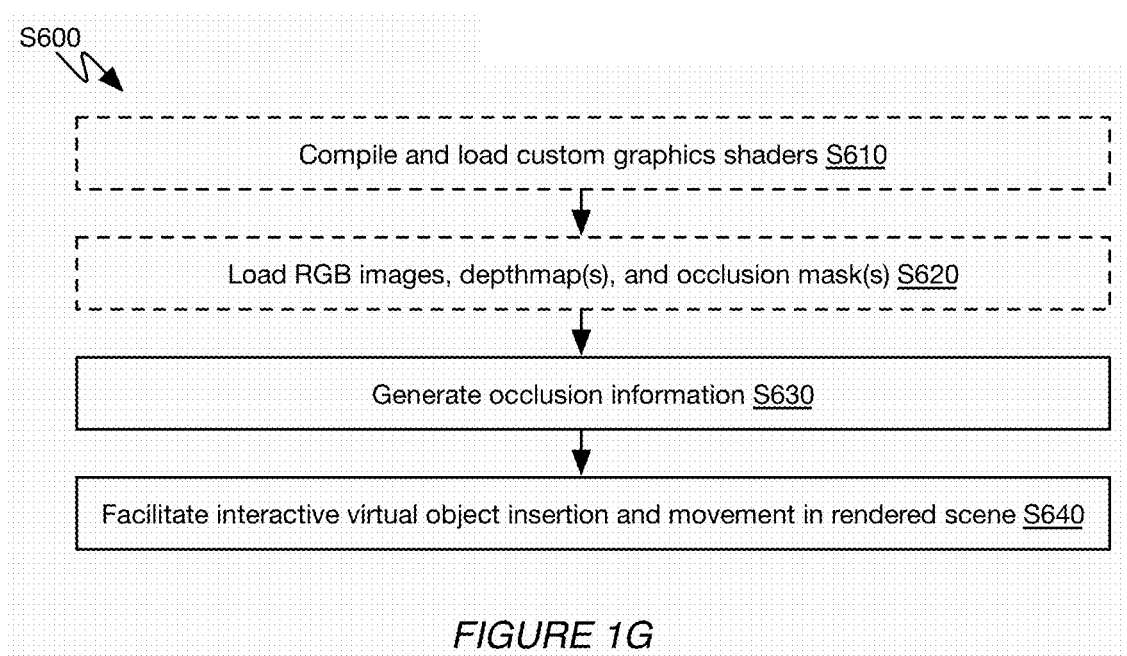 S600
Compile and load custom graphics shaders S610
Load RGB images, depthmap(s), and occlusion mask(s) S620
Generate occlusion information S630
Facilitate interactive virtual object insertion and movement in rendered scene S640
FIGURE 1G